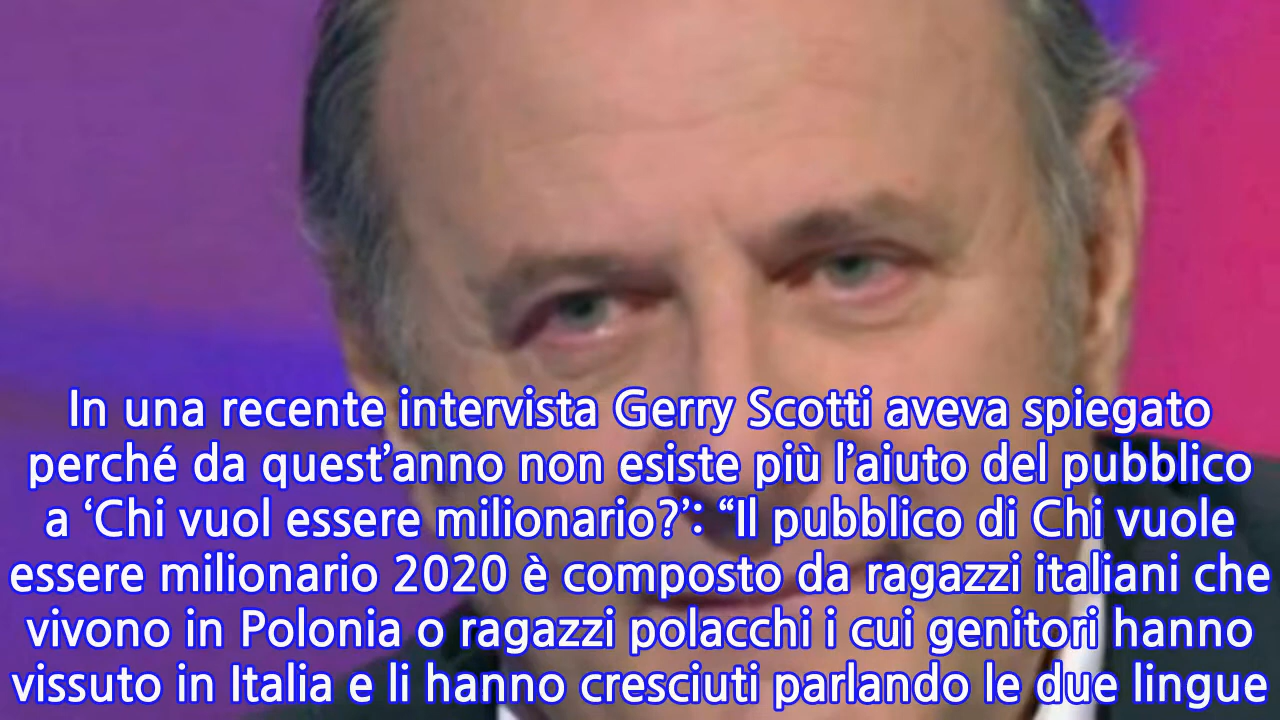 In una recente intervista Gerry Scotti aveva spiegato
perché da quest’anno non esiste più l’aiuto del pubblico
a ‘Chi vuol essere milionario?’: “Il pubblico di Chi vuole
essere milionario 2020 è composto da ragazzi italiani che
vivono in Polonia o ragazzi polacchi i cui genitori hanno
vissuto in Italia e li hanno cresciuti parlando le due lingue